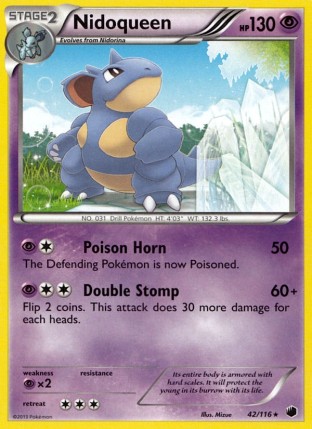 STAGE2 Nidoqueen HP130
Evolves from Nidorina
NO. 031 Drill Pokémon HT: 4'03" WT: 132.3 lbs.
Poison Horn 50
The Defending Pokémon is now Poisoned.
Double Stomp 60+
Flip 2 coins. This attack does 30 more damage for
each heads.
weakness resistance
×2
retreat
Its entire body is armored with
hard scales. It will protect the
young in its burrow with its life.
©2013 Pokémon Illus. Mizue 42/116 ★